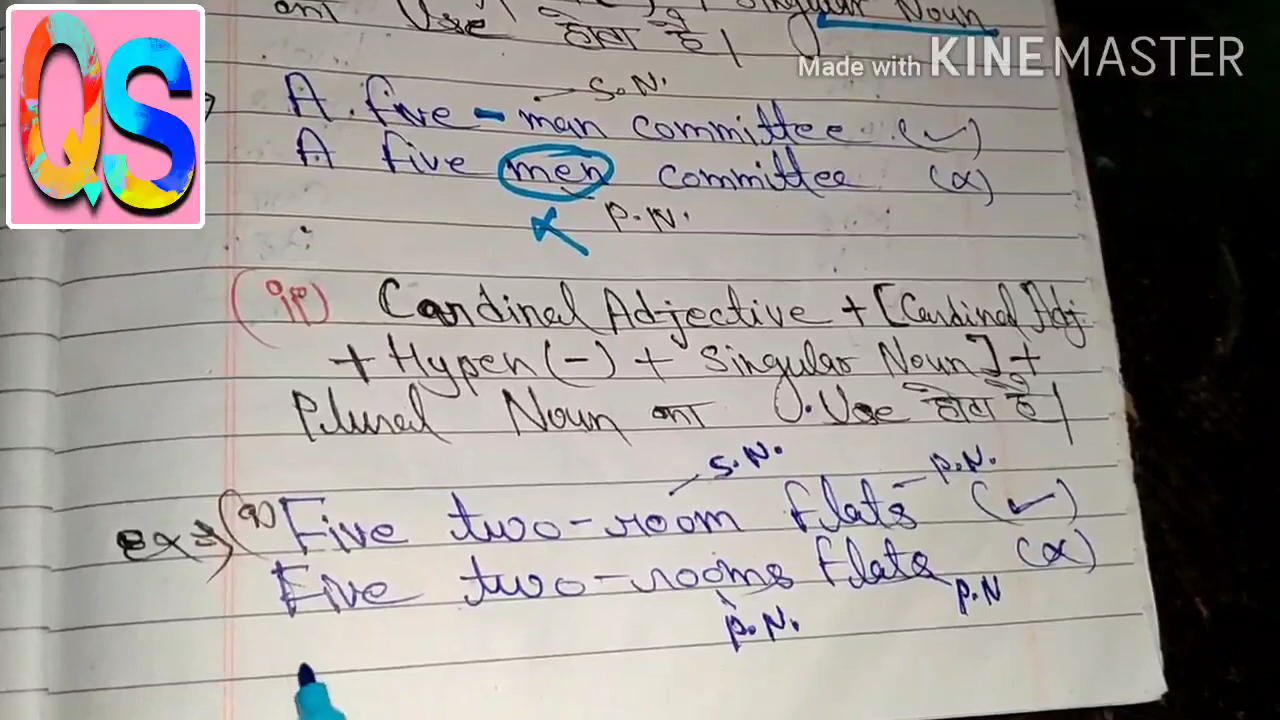 Singular Noun
का Use होता है।
Made with KINEMASTER
QS
S.N.
A five-man committee (✓)
A five men committee (x)
P.N.
(ii) Cardinal Adjective + [Cardinal Adj.
+ Hypen (-) + Singular Noun] +
Plural Noun का Use होता है।
S.N. P.N.
ex:- (a) Five two-room flats (✓)
Five two-rooms flats (x)
P.N. P.N